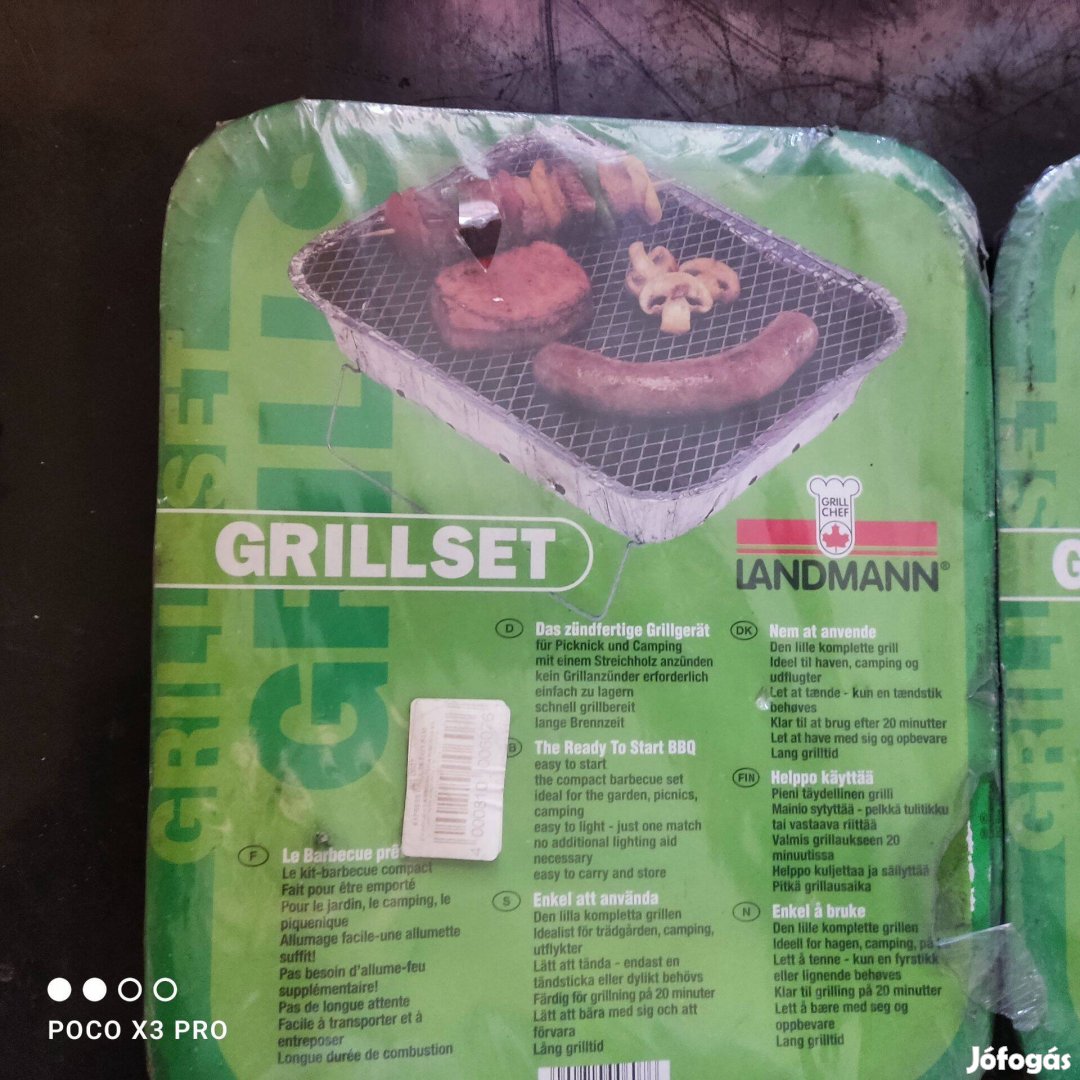 GRILLSET
GRILLS
GRILL
CHEF
LANDMANN®
GRILLSET
D
Das zündfertige Grillgerät
für Picknick und Camping
mit einem Streichholz anzünden
kein Grillanzünder erforderlich
einfach zu lagern
schnell grillbereit
lange Brennzeit
B
The Ready To Start BBQ
easy to start
the compact barbecue set
ideal for the garden, picnics,
camping
easy to light - just one match
no additional lighting aid
necessary
easy to carry and store
S
Enkel att använda
Den lilla kompletta grillen
Idealist för trädgården, camping,
utflykter
Lätt att tända - endast en
tändsticka eller dylikt behövs
Färdig för grillning på 20 minuter
Lätt att bära med sig och att
förvara
Lång grilltid
DK
Nem at anvende
Den lille komplette grill
Ideel til haven, camping og
udflugter
Let at tænde - kun en tændstik
behøves
Klar til at brug efter 20 minutter
Let at have med sig og opbevare
Lang grilltid
FIN
Helppo käyttää
Pieni täydellinen grilli
Mainio sytyttää - pelkkä tulitikku
tai vastaava riittää
Valmis grillaukseen 20
minuutissa
Helppo kuljettaa ja säilyttää
Pitkä grillausaika
N
Enkel å bruke
Den lille komplette grillen
Ideell for hagen, camping, på
Lett å tenne - kun en fyrstikk
eller lignende behøves
Klar til grilling på 20 minutter
Lett å bære med seg og
oppbevare
Lang grilltid
F
Le Barbecue prê
Le kit-barbecue compact
Fait pour être emporté
Pour le jardin, le camping, le
piquenique
Allumage facile-une allumette
suffit!
Pas besoin d'allume-feu
supplémentaire!
Pas de longue attente
Facile à transporter et à
entreposer
Longue durée de combustion
G
POCO X3 PRO
Jófogás